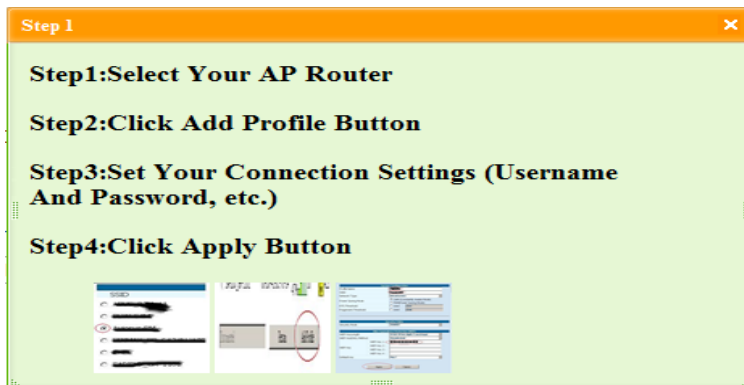 Step 1
Step1:Select Your AP Router
Step2:Click Add Profile Button
Step3:Set Your Connection Settings (Username
And Password, etc.)
Step4:Click Apply Button
SSID